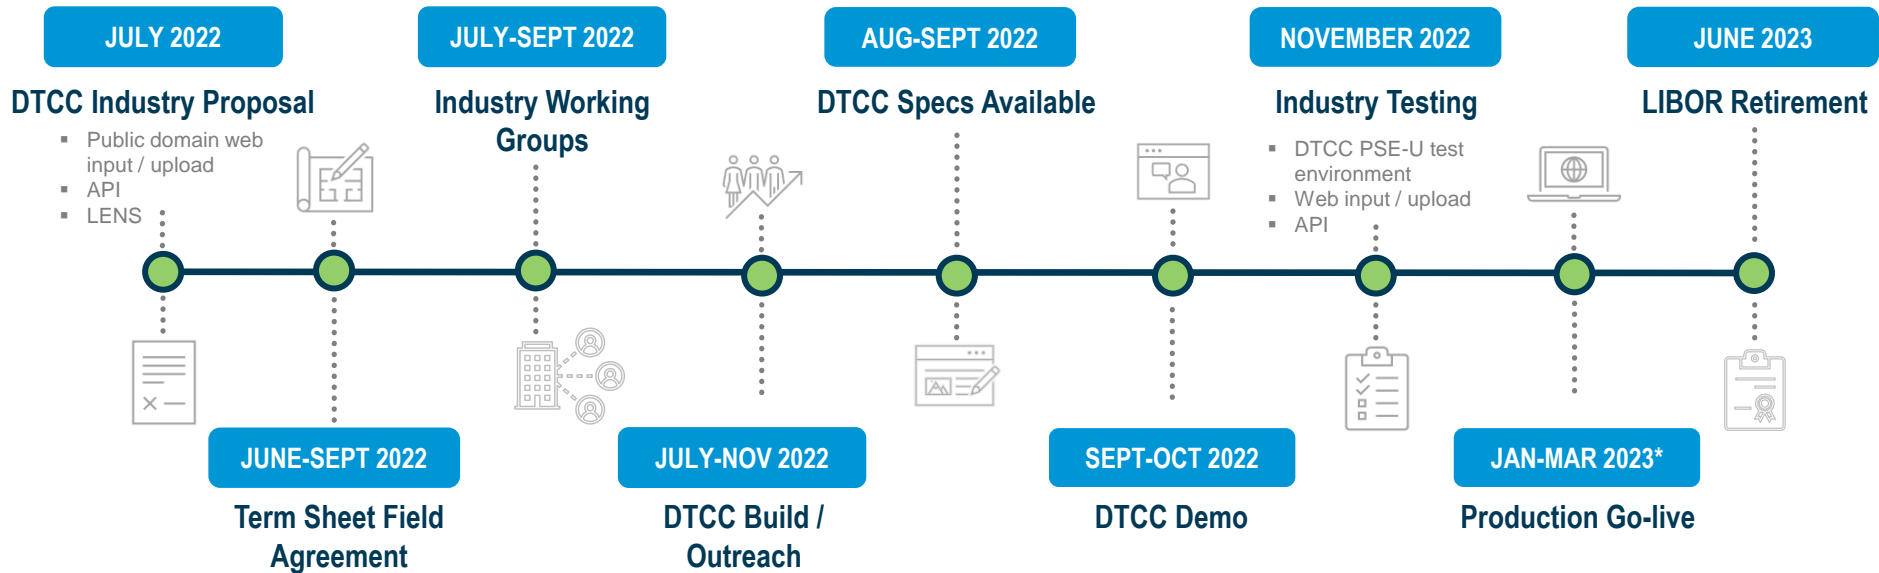 JULY 2022
JULY-SEPT 2022
AUG-SEPT 2022
NOVEMBER 2022
JUNE 2023
DTCC Industry Proposal
▪ Public domain web
input / upload
▪ API
▪ LENS
Industry Working
Groups
DTCC Specs Available
Industry Testing
▪ DTCC PSE-U test
environment
▪ Web input / upload
▪ API
LIBOR Retirement
JUNE-SEPT 2022
JULY-NOV 2022
SEPT-OCT 2022
JAN-MAR 2023*
Term Sheet Field
Agreement
DTCC Build /
Outreach
DTCC Demo
Production Go-live